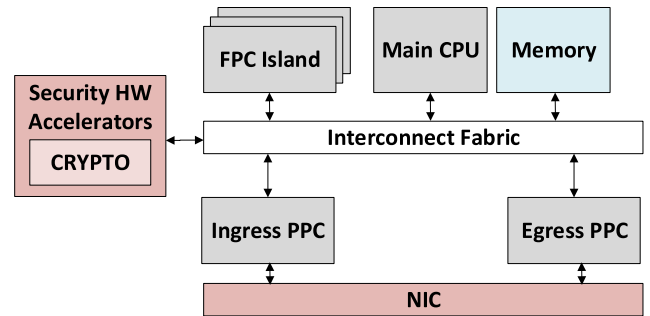 FPC Island
Main CPU
Memory
Security HW
Accelerators
CRYPTO
Interconnect Fabric
Ingress PPC
Egress PPC
NIC